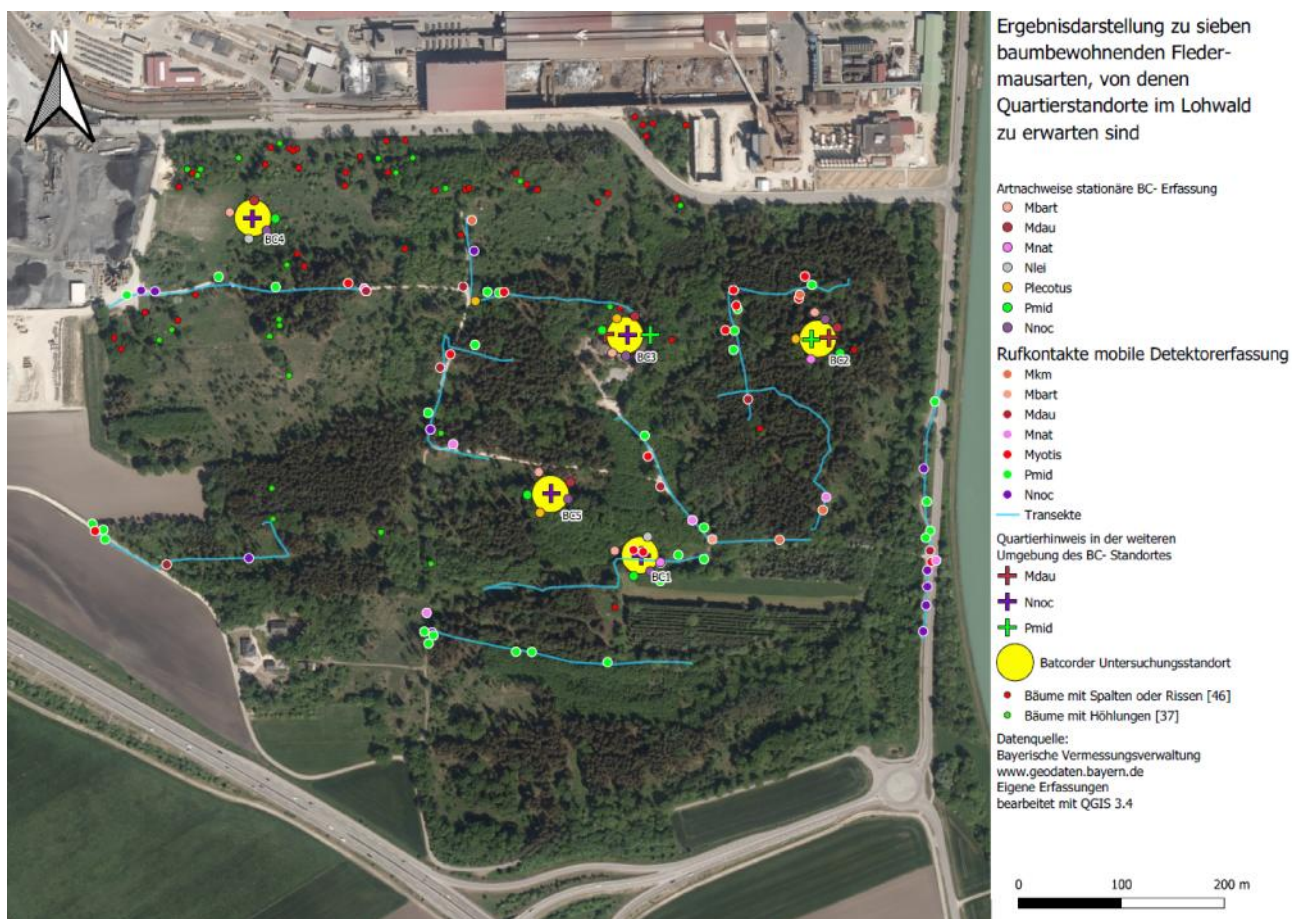 N
BC4
BC3
BC2
BC5
BC1
Ergebnisdarstellung zu sieben
baumbewohnenden Fleder-
mausarten, von denen
Quartierstandorte im Lohwald
zu erwarten sind
Artnachweise stationäre BC- Erfassung
Mbart
Mdau
Mnat
Nlei
Plecotus
Pmid
Nnoc
Rufkontakte mobile Detektorerfassung
Mkm
Mbart
Mdau
Mnat
Myotis
Pmid
Nnoc
Transekte
Quartierhinweis in der weiteren
Umgebung des BC- Standortes
Mdau
Nnoc
Pmid
Batcorder Untersuchungsstandort
Bäume mit Spalten oder Rissen [46]
Bäume mit Höhlungen [37]
Datenquelle:
Bayerische Vermessungsverwaltung
www.geodaten.bayern.de
Eigene Erfassungen
bearbeitet mit QGIS 3.4
0 100 200 m